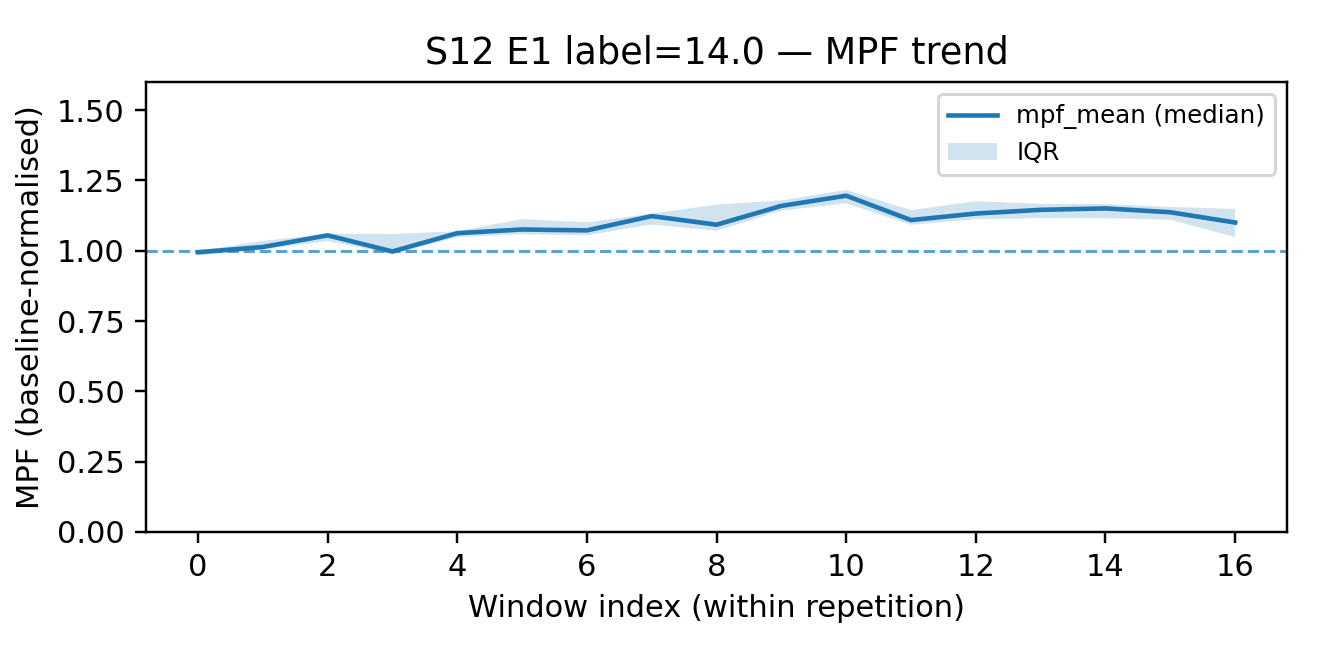 S12 E1 label=14.0 — MPF trend
MPF (baseline-normalised)
1.50
1.25
1.00
0.75
0.50
0.25
0.00
mpf_mean (median)
IQR
0 2 4 6 8 10 12 14 16
Window index (within repetition)